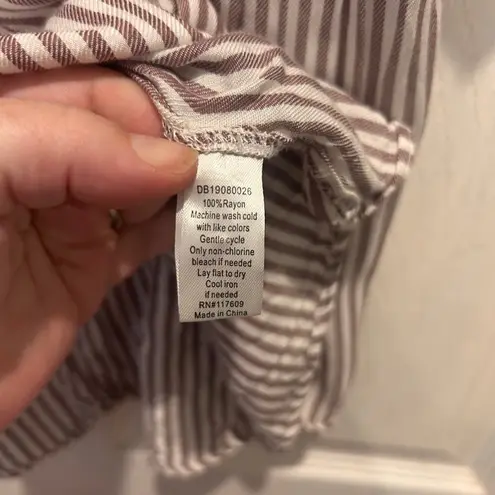 DB19080026
100%Rayon
Machine wash cold
with like colors
Gentle cycle
Only non-chlorine
bleach if needed
Lay flat to dry
Cool iron
if needed
RN#117609
Made in China